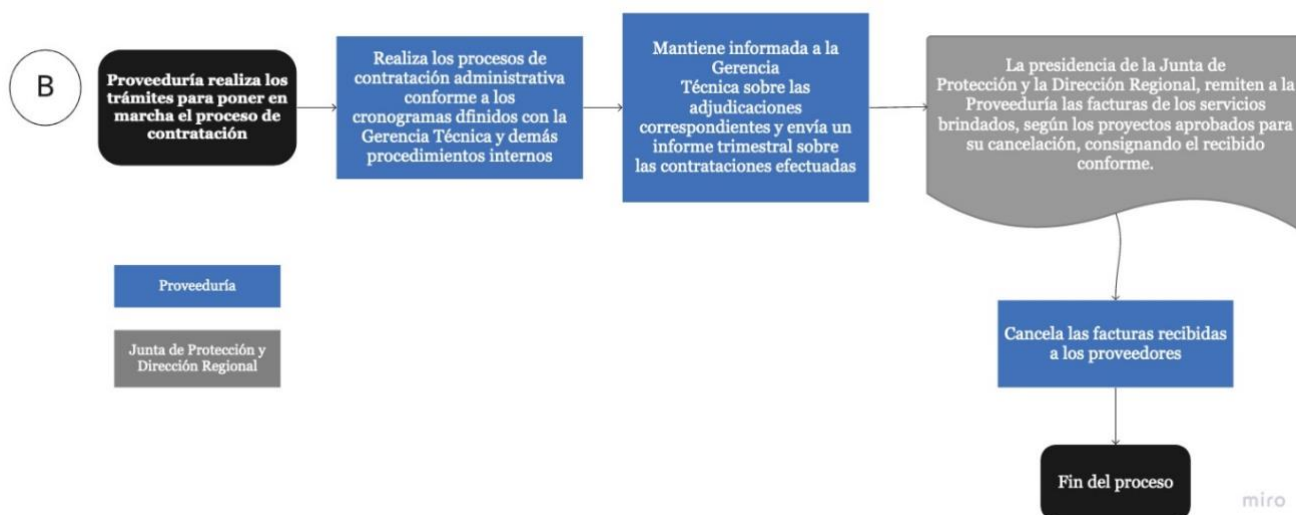 B
Proveeduría realiza los
trámites para poner en
marcha el proceso de
contratación
Realiza los procesos de
contratación administrativa
conforme a los
cronogramas dfinidos con la
Gerencia Técnica y demás
procedimientos internos
Mantiene informada a la
Gerencia
Técnica sobre las
adjudicaciones
correspondientes y envía un
informe trimestral sobre
las contrataciones efectuadas
La presidencia de la Junta de
Protección y la Dirección Regional, remiten a la
Proveeduría las facturas de los servicios
brindados, según los proyectos aprobados para
su cancelación, consignando el recibido
conforme.
Proveeduría
Junta de Protección y
Dirección Regional
Cancela las facturas recibidas
a los proveedores
Fin del proceso
miro